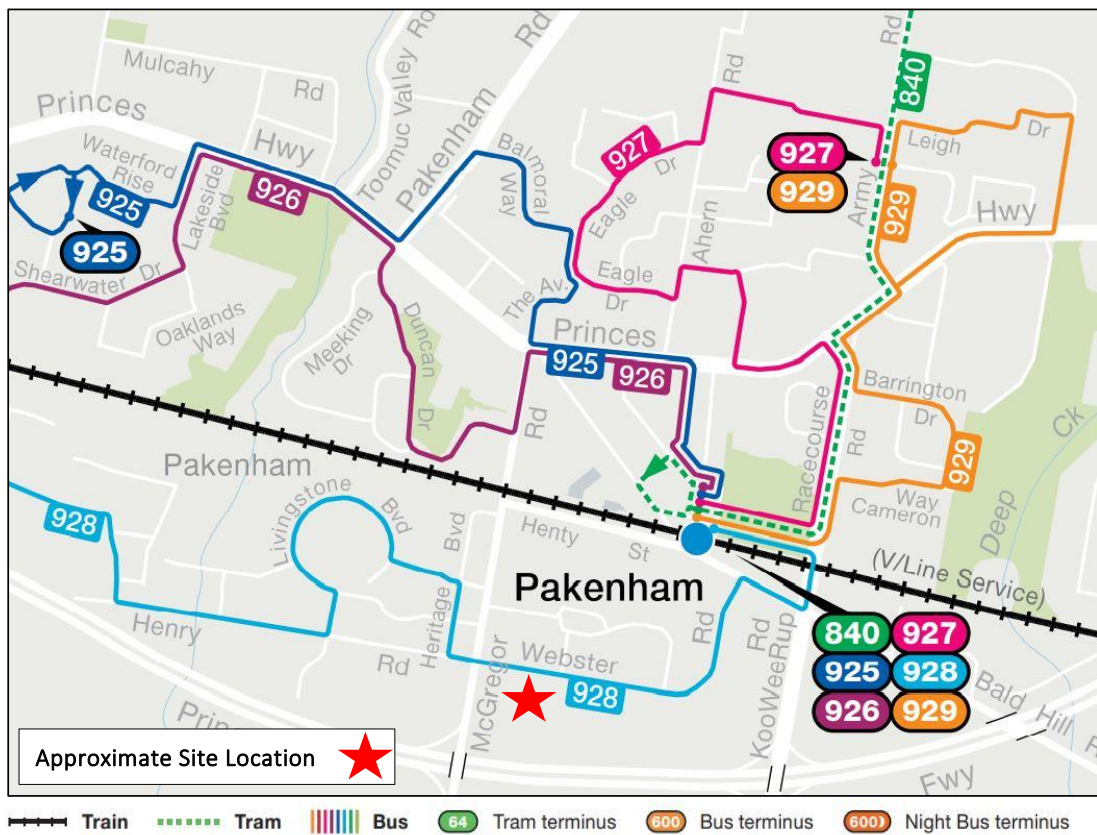 Mulcahy
Rd
Princes
Hwy
Toomuc Valley Rd
Pakenham
Rd
Rd
Rd
840
Leigh
Dr
Waterford
Rise
925
Lakeside
Bvd
926
Balmoral
Way
927
Eagle
Dr
927
929
Army
929
Hwy
925
Shearwater
Dr
Oaklands
Way
Meeking
Dr
Duncan
Dr
The Av.
Eagle
Dr
Ahern
Princes
925
926
Rd
Racecourse
Rd
Barrington
Dr
929
Way
Cameron
Deep
Ck
Pakenham
928
Livingstone
Bvd
Bvd
Henty
St
(V/Line Service)
Pakenham
Henry
Rd
Heritage
McGregor
Webster
928
Rd
Rd
KooWeeRup
840
927
925
928
926
929
Bald
Hill
R
Prin
Fwy
Approximate Site Location
Train
Tram
Bus
64
Tram terminus
600
Bus terminus
600
Night Bus terminus